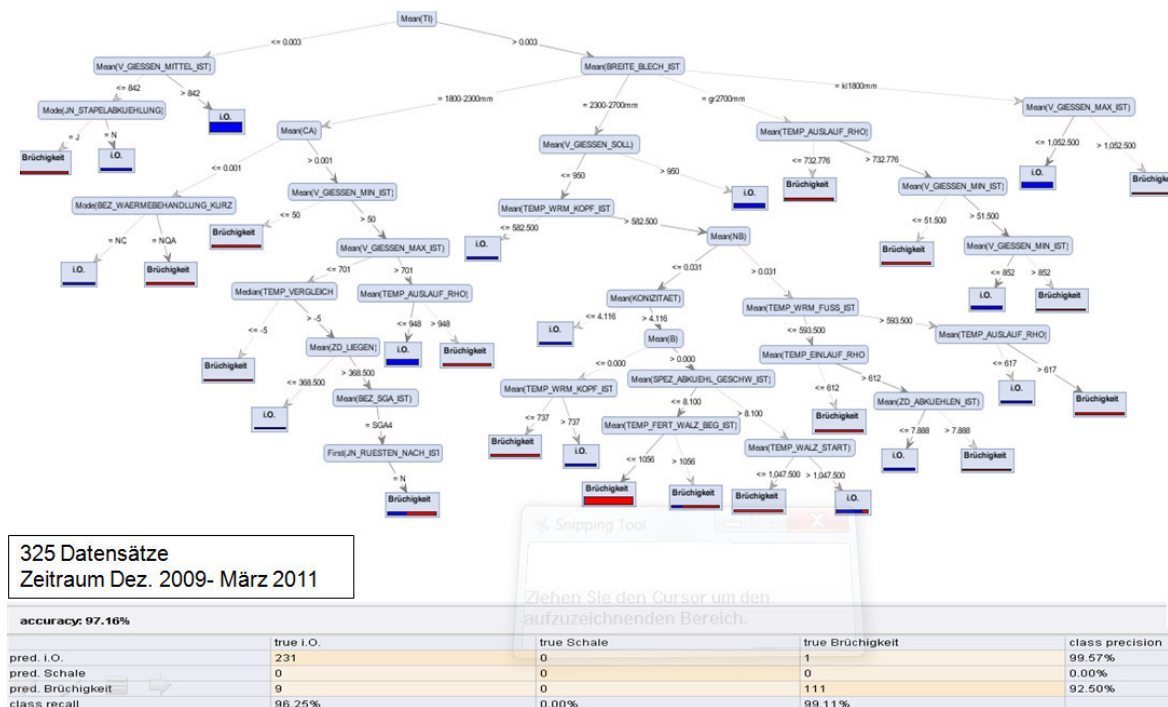 Mean(TI)
<= 0.003
> 0.003
Mean(V_GIESSEN_MITTEL_IST)
Mean(BREITE_BLECH_IST
<= 842
> 842
= 1800-2300mm
= 2300-2700mm
= gr2700mm
= kl1800mm
Mode(JN_STAPELABKUEHLUNG)
i.O.
Mean(CA)
Mean(V_GIESSEN_SOLL)
Mean(TEMP_AUSLAUF_RHO)
Mean(V_GIESSEN_MAX_IST)
= J
= N
<= 0.001
> 0.001
<= 950
> 950
<= 732.776
> 732.776
<= 1,052.500
> 1,052.500
Brüchigkeit
i.O.
Mode(BEZ_WAERMEBEHANDLUNG_KURZ
Mean(V_GIESSEN_MIN_IST)
Mean(TEMP_WRM_KOPF_IST
i.O.
Brüchigkeit
Mean(V_GIESSEN_MIN_IST)
i.O.
Brüchigkeit
= NC
= NQA
<= 50
> 50
<= 582.500
> 582.500
<= 51.500
> 51.500
i.O.
Brüchigkeit
Brüchigkeit
Mean(V_GIESSEN_MAX_IST)
i.O.
Mean(NB)
Brüchigkeit
Mean(V_GIESSEN_MIN_IST)
<= 701
> 701
<= 0.031
> 0.031
<= 852
> 852
Median(TEMP_VERGLEICH
Mean(TEMP_AUSLAUF_RHO)
Mean(KONIZITAET)
Mean(TEMP_WRM_FUSS_IST
i.O.
Brüchigkeit
<= -5
> -5
<= 948
> 948
<= 4.116
> 4.116
<= 593.500
> 593.500
Brüchigkeit
Mean(ZD_LIEGEN)
i.O.
Brüchigkeit
i.O.
Mean(B)
Mean(TEMP_EINLAUF_RHO
Mean(TEMP_AUSLAUF_RHO)
<= 368.500
> 368.500
<= 0.000
> 0.000
<= 612
> 612
<= 617
> 617
i.O.
Mean(BEZ_SGA_IST)
Mean(TEMP_WRM_KOPF_IST
Mean(SPEZ_ABKUEHL_GESCHW_IST)
Brüchigkeit
Mean(ZD_ABKUEHLEN_IST)
i.O.
Brüchigkeit
= SGA4
<= 737
> 737
<= 8.100
> 8.100
<= 7.888
> 7.888
First(JN_RUESTEN_NACH_IST
Brüchigkeit
i.O.
Mean(TEMP_FERT_WALZ_BEG_IST)
Mean(TEMP_WALZ_START)
i.O.
Brüchigkeit
= N
<= 1056
> 1056
<= 1,047.500
> 1,047.500
Brüchigkeit
Brüchigkeit
Brüchigkeit
Brüchigkeit
i.O.
Snipping Tool
Ziehen Sie den Cursor um den
aufzuzeichnenden Bereich.
325 Datensätze
Zeitraum Dez. 2009- März 2011
accuracy: 97.16%
true i.O. true Schale true Brüchigkeit class precision
pred. i.O. 231 0 1 99.57%
pred. Schale 0 0 0 0.00%
pred. Brüchigkeit 9 0 111 92.50%
class recall 96.25% 0.00% 99.11%